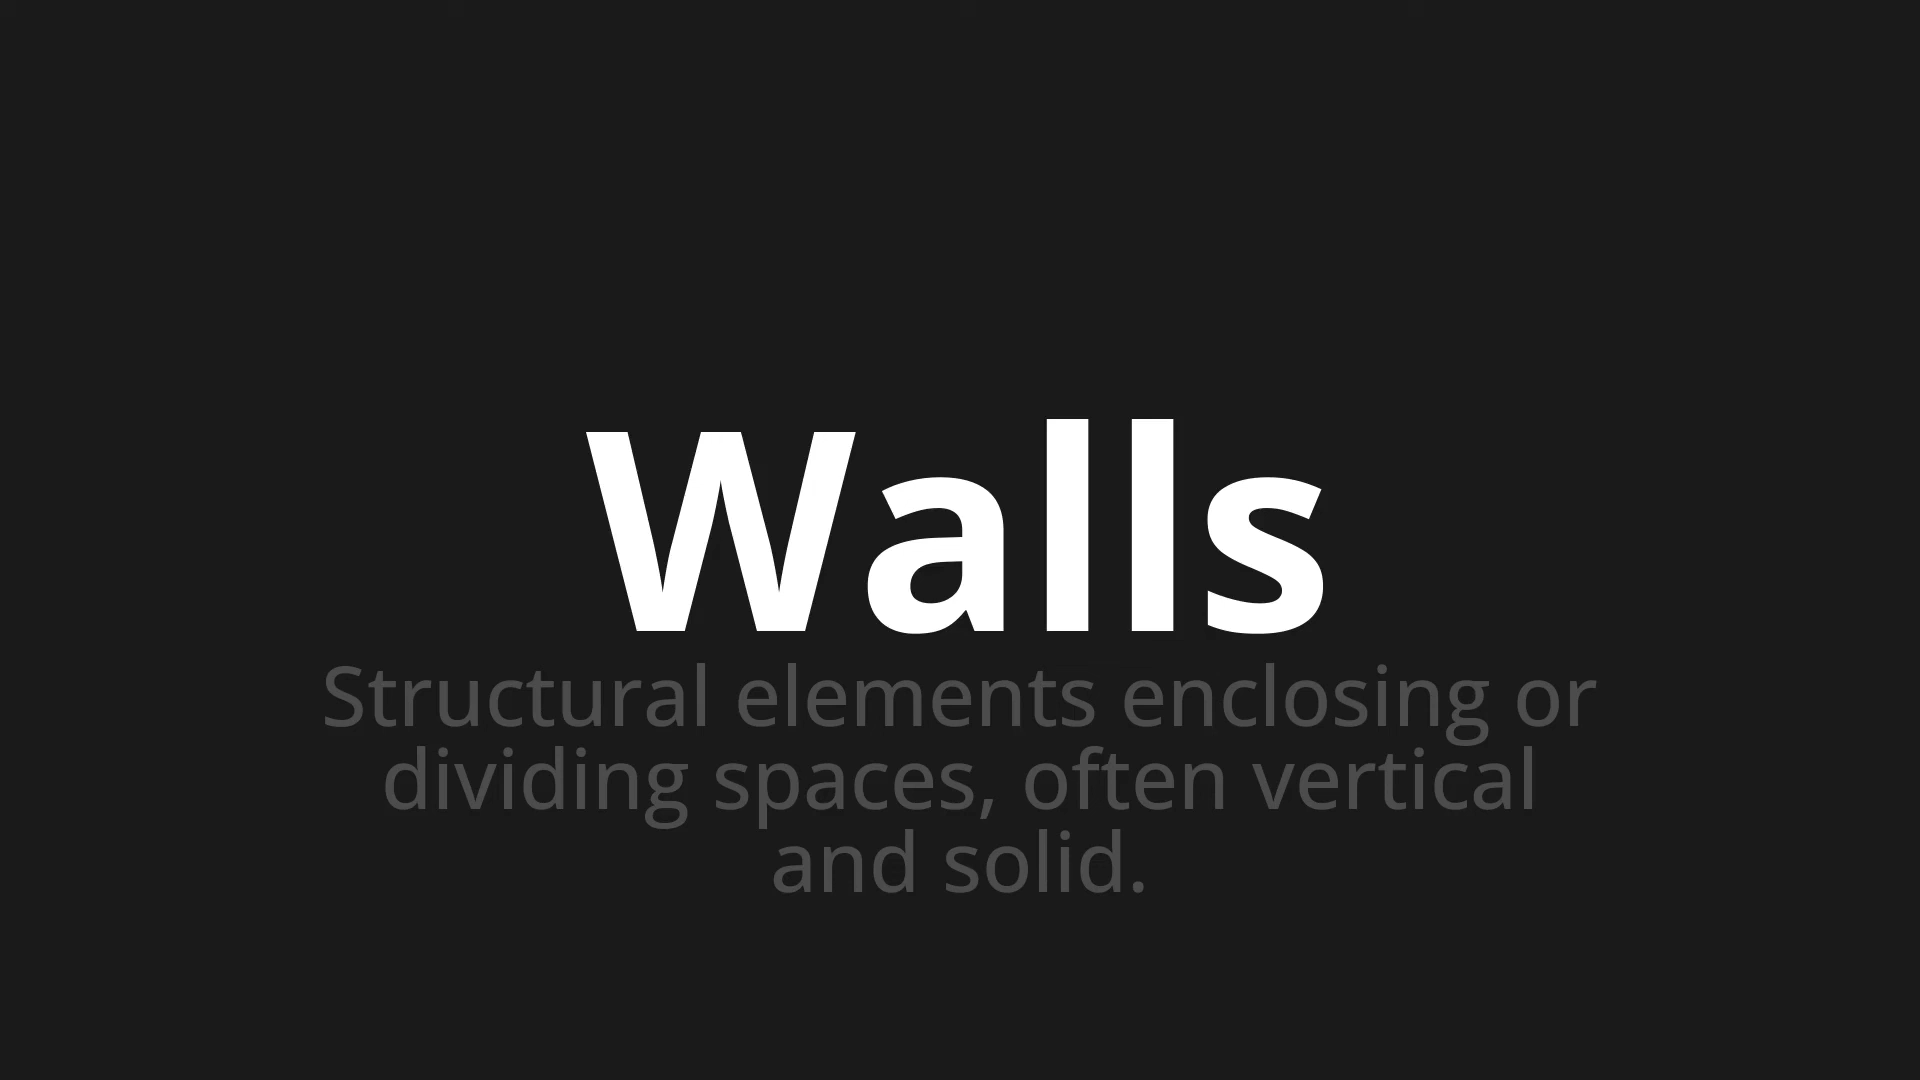 Walls
Structural elements enclosing or
dividing spaces, often vertical
and solid.